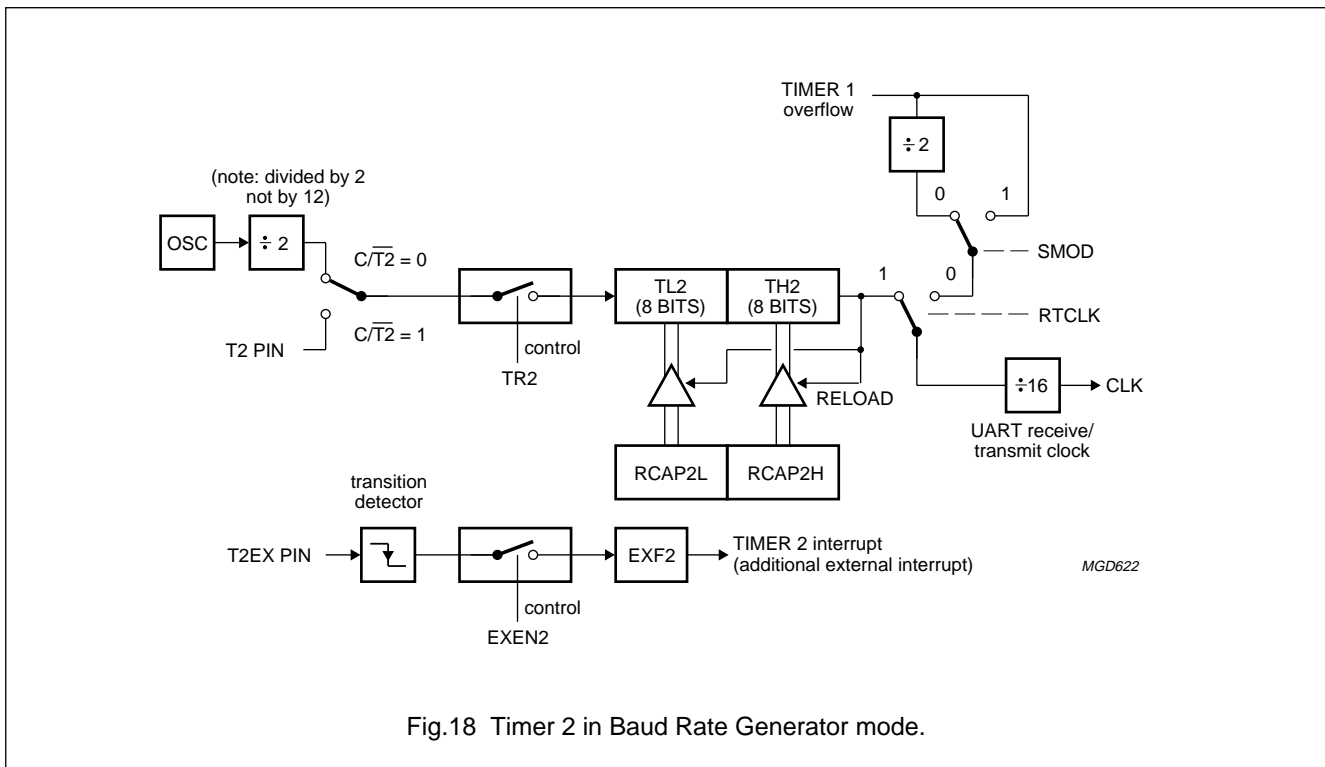 TIMER 1
overflow
÷ 2
(note: divided by 2
not by 12)
0 1
OSC
÷ 2
C/T2̅ = 0
SMOD
TL2
(8 BITS)
TH2
(8 BITS)
1 0
RTCLK
C/T2̅ = 1
T2 PIN
control
TR2
RELOAD
÷16
CLK
UART receive/
transmit clock
RCAP2L
RCAP2H
transition
detector
T2EX PIN
EXF2
TIMER 2 interrupt
(additional external interrupt)
MGD622
control
EXEN2
Fig.18 Timer 2 in Baud Rate Generator mode.